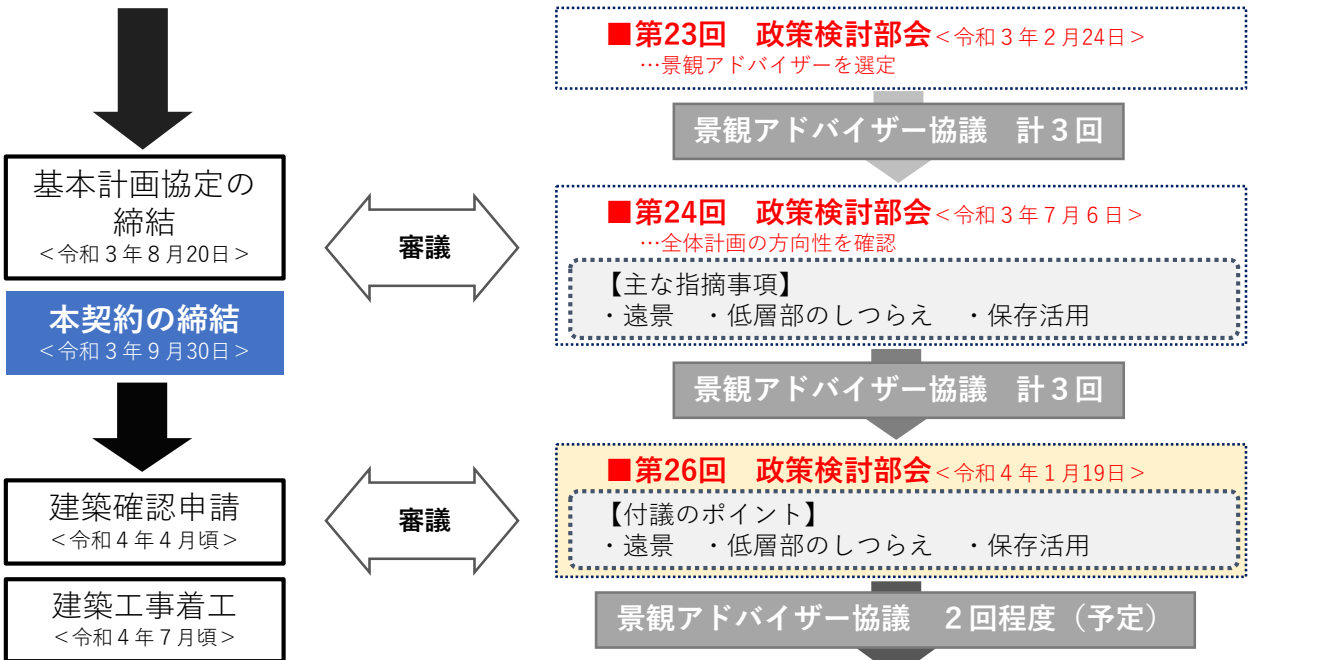 ■第23回　政策検討部会<令和３年２月24日>
…景観アドバイザーを選定
景観アドバイザー協議　計３回
基本計画協定の
締結
<令和３年８月20日>
審議
■第24回　政策検討部会<令和３年７月６日>
…全体計画の方向性を確認
【主な指摘事項】
・遠景　・低層部のしつらえ　・保存活用
本契約の締結
<令和３年９月30日>
景観アドバイザー協議　計３回
建築確認申請
<令和４年４月頃>
審議
■第26回　政策検討部会<令和４年１月19日>
【付議のポイント】
・遠景　・低層部のしつらえ　・保存活用
建築工事着工
<令和４年７月頃>
景観アドバイザー協議　２回程度（予定）